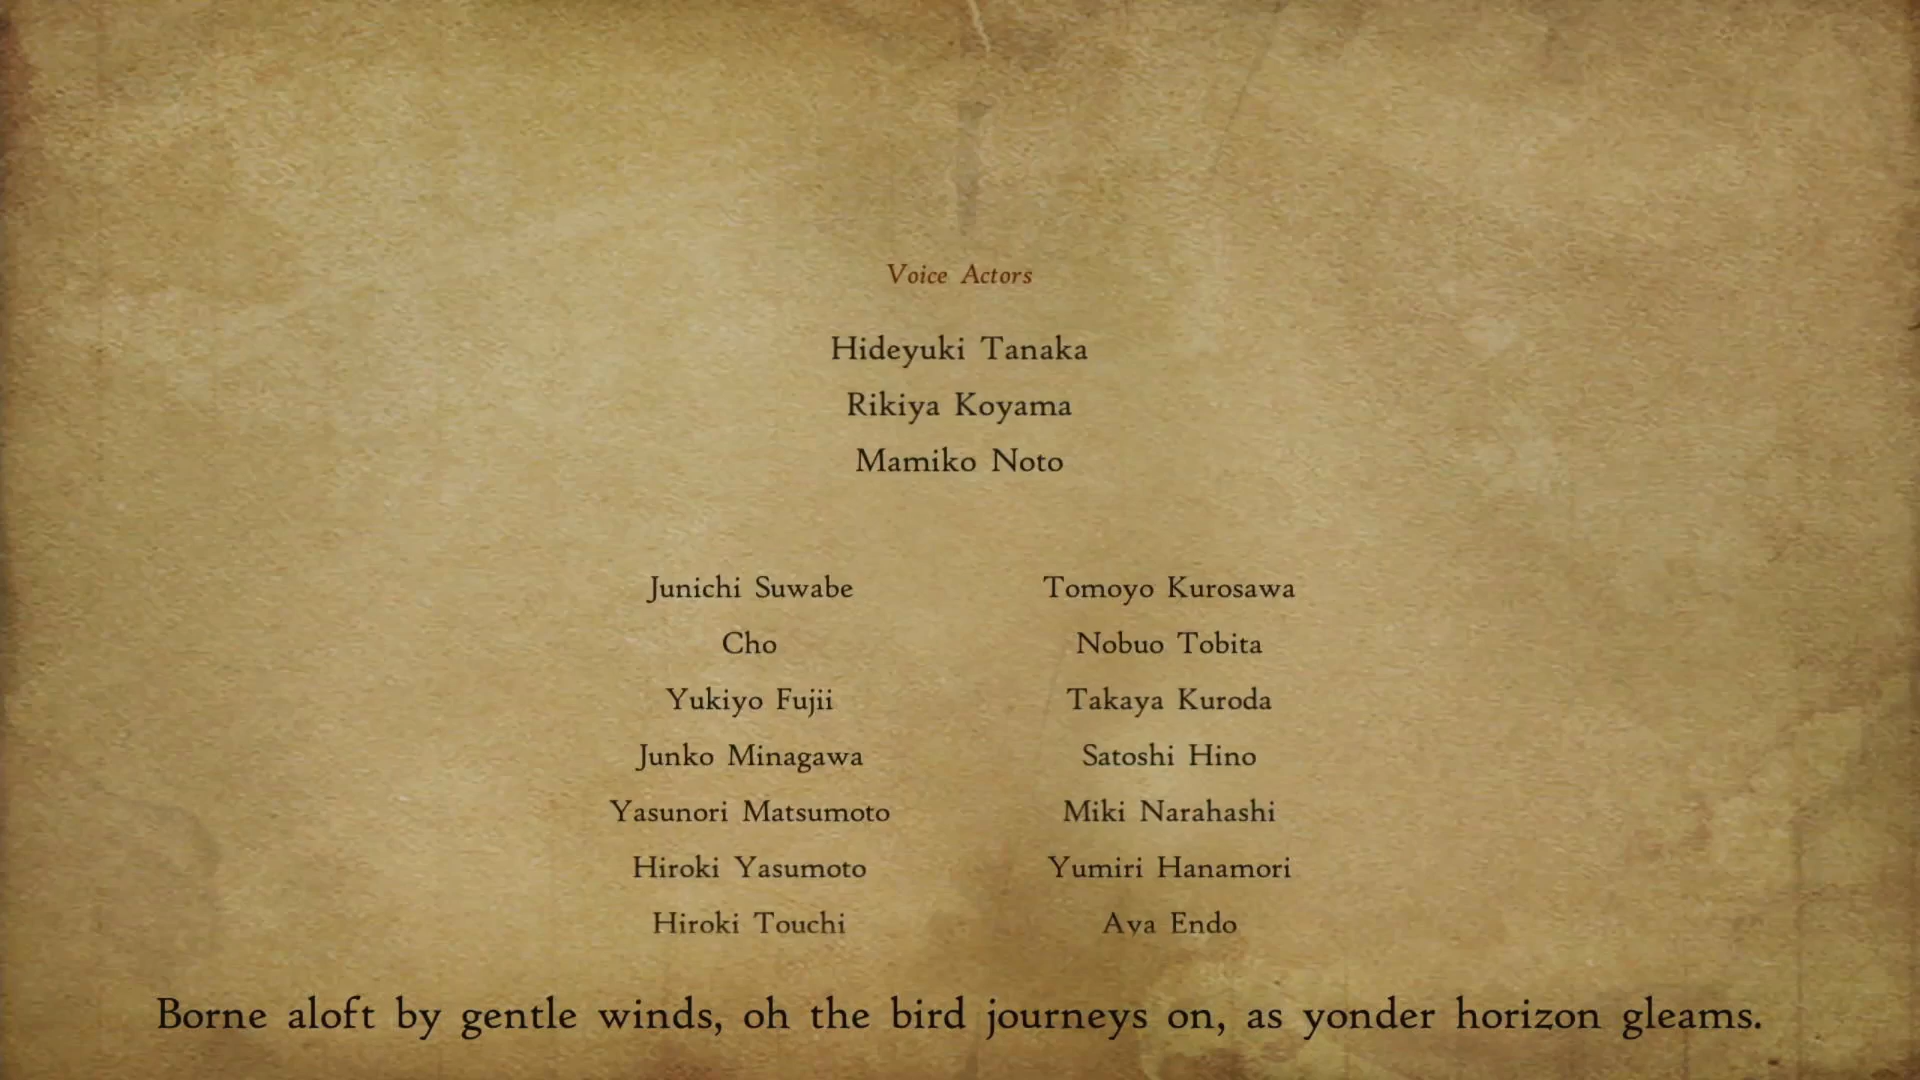 Voice Actors
Hideyuki Tanaka
Rikiya Koyama
Mamiko Noto
Junichi Suwabe
Tomoyo Kurosawa
Cho
Nobuo Tobita
Yukiyo Fujii
Takaya Kuroda
Junko Minagawa
Satoshi Hino
Yasunori Matsumoto
Miki Narahashi
Hiroki Yasumoto
Yumiri Hanamori
Hiroki Touchi
Aya Endo
Borne aloft by gentle winds, oh the bird journeys on, as yonder horizon gleams.